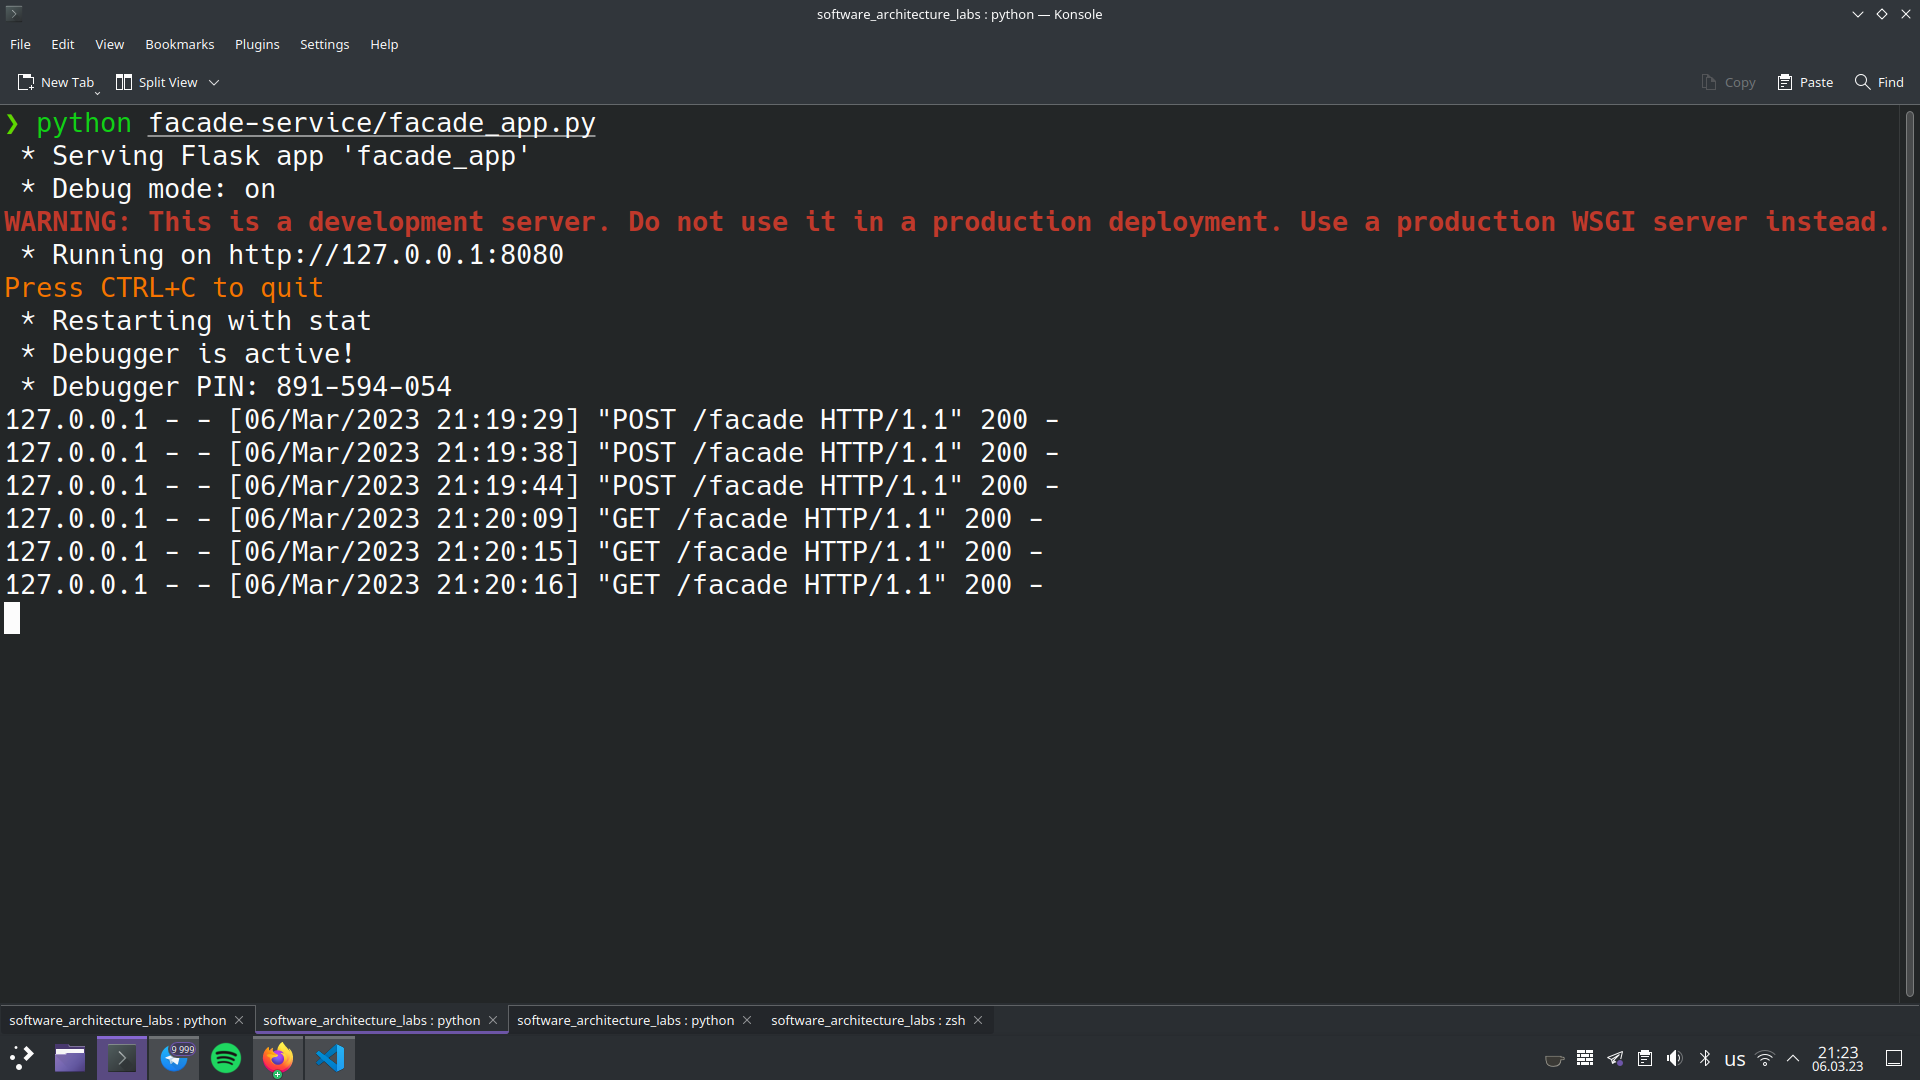 software_architecture_labs : python — Konsole
File Edit View Bookmarks Plugins Settings Help
New Tab Split View Copy Paste Find
❯ python facade-service/facade_app.py
 * Serving Flask app 'facade_app'
 * Debug mode: on
WARNING: This is a development server. Do not use it in a production deployment. Use a production WSGI server instead.
 * Running on http://127.0.0.1:8080
Press CTRL+C to quit
 * Restarting with stat
 * Debugger is active!
 * Debugger PIN: 891-594-054
127.0.0.1 - - [06/Mar/2023 21:19:29] "POST /facade HTTP/1.1" 200 -
127.0.0.1 - - [06/Mar/2023 21:19:38] "POST /facade HTTP/1.1" 200 -
127.0.0.1 - - [06/Mar/2023 21:19:44] "POST /facade HTTP/1.1" 200 -
127.0.0.1 - - [06/Mar/2023 21:20:09] "GET /facade HTTP/1.1" 200 -
127.0.0.1 - - [06/Mar/2023 21:20:15] "GET /facade HTTP/1.1" 200 -
127.0.0.1 - - [06/Mar/2023 21:20:16] "GET /facade HTTP/1.1" 200 -
software_architecture_labs : python software_architecture_labs : python software_architecture_labs : python software_architecture_labs : zsh
9 999 us 21:23
06.03.23